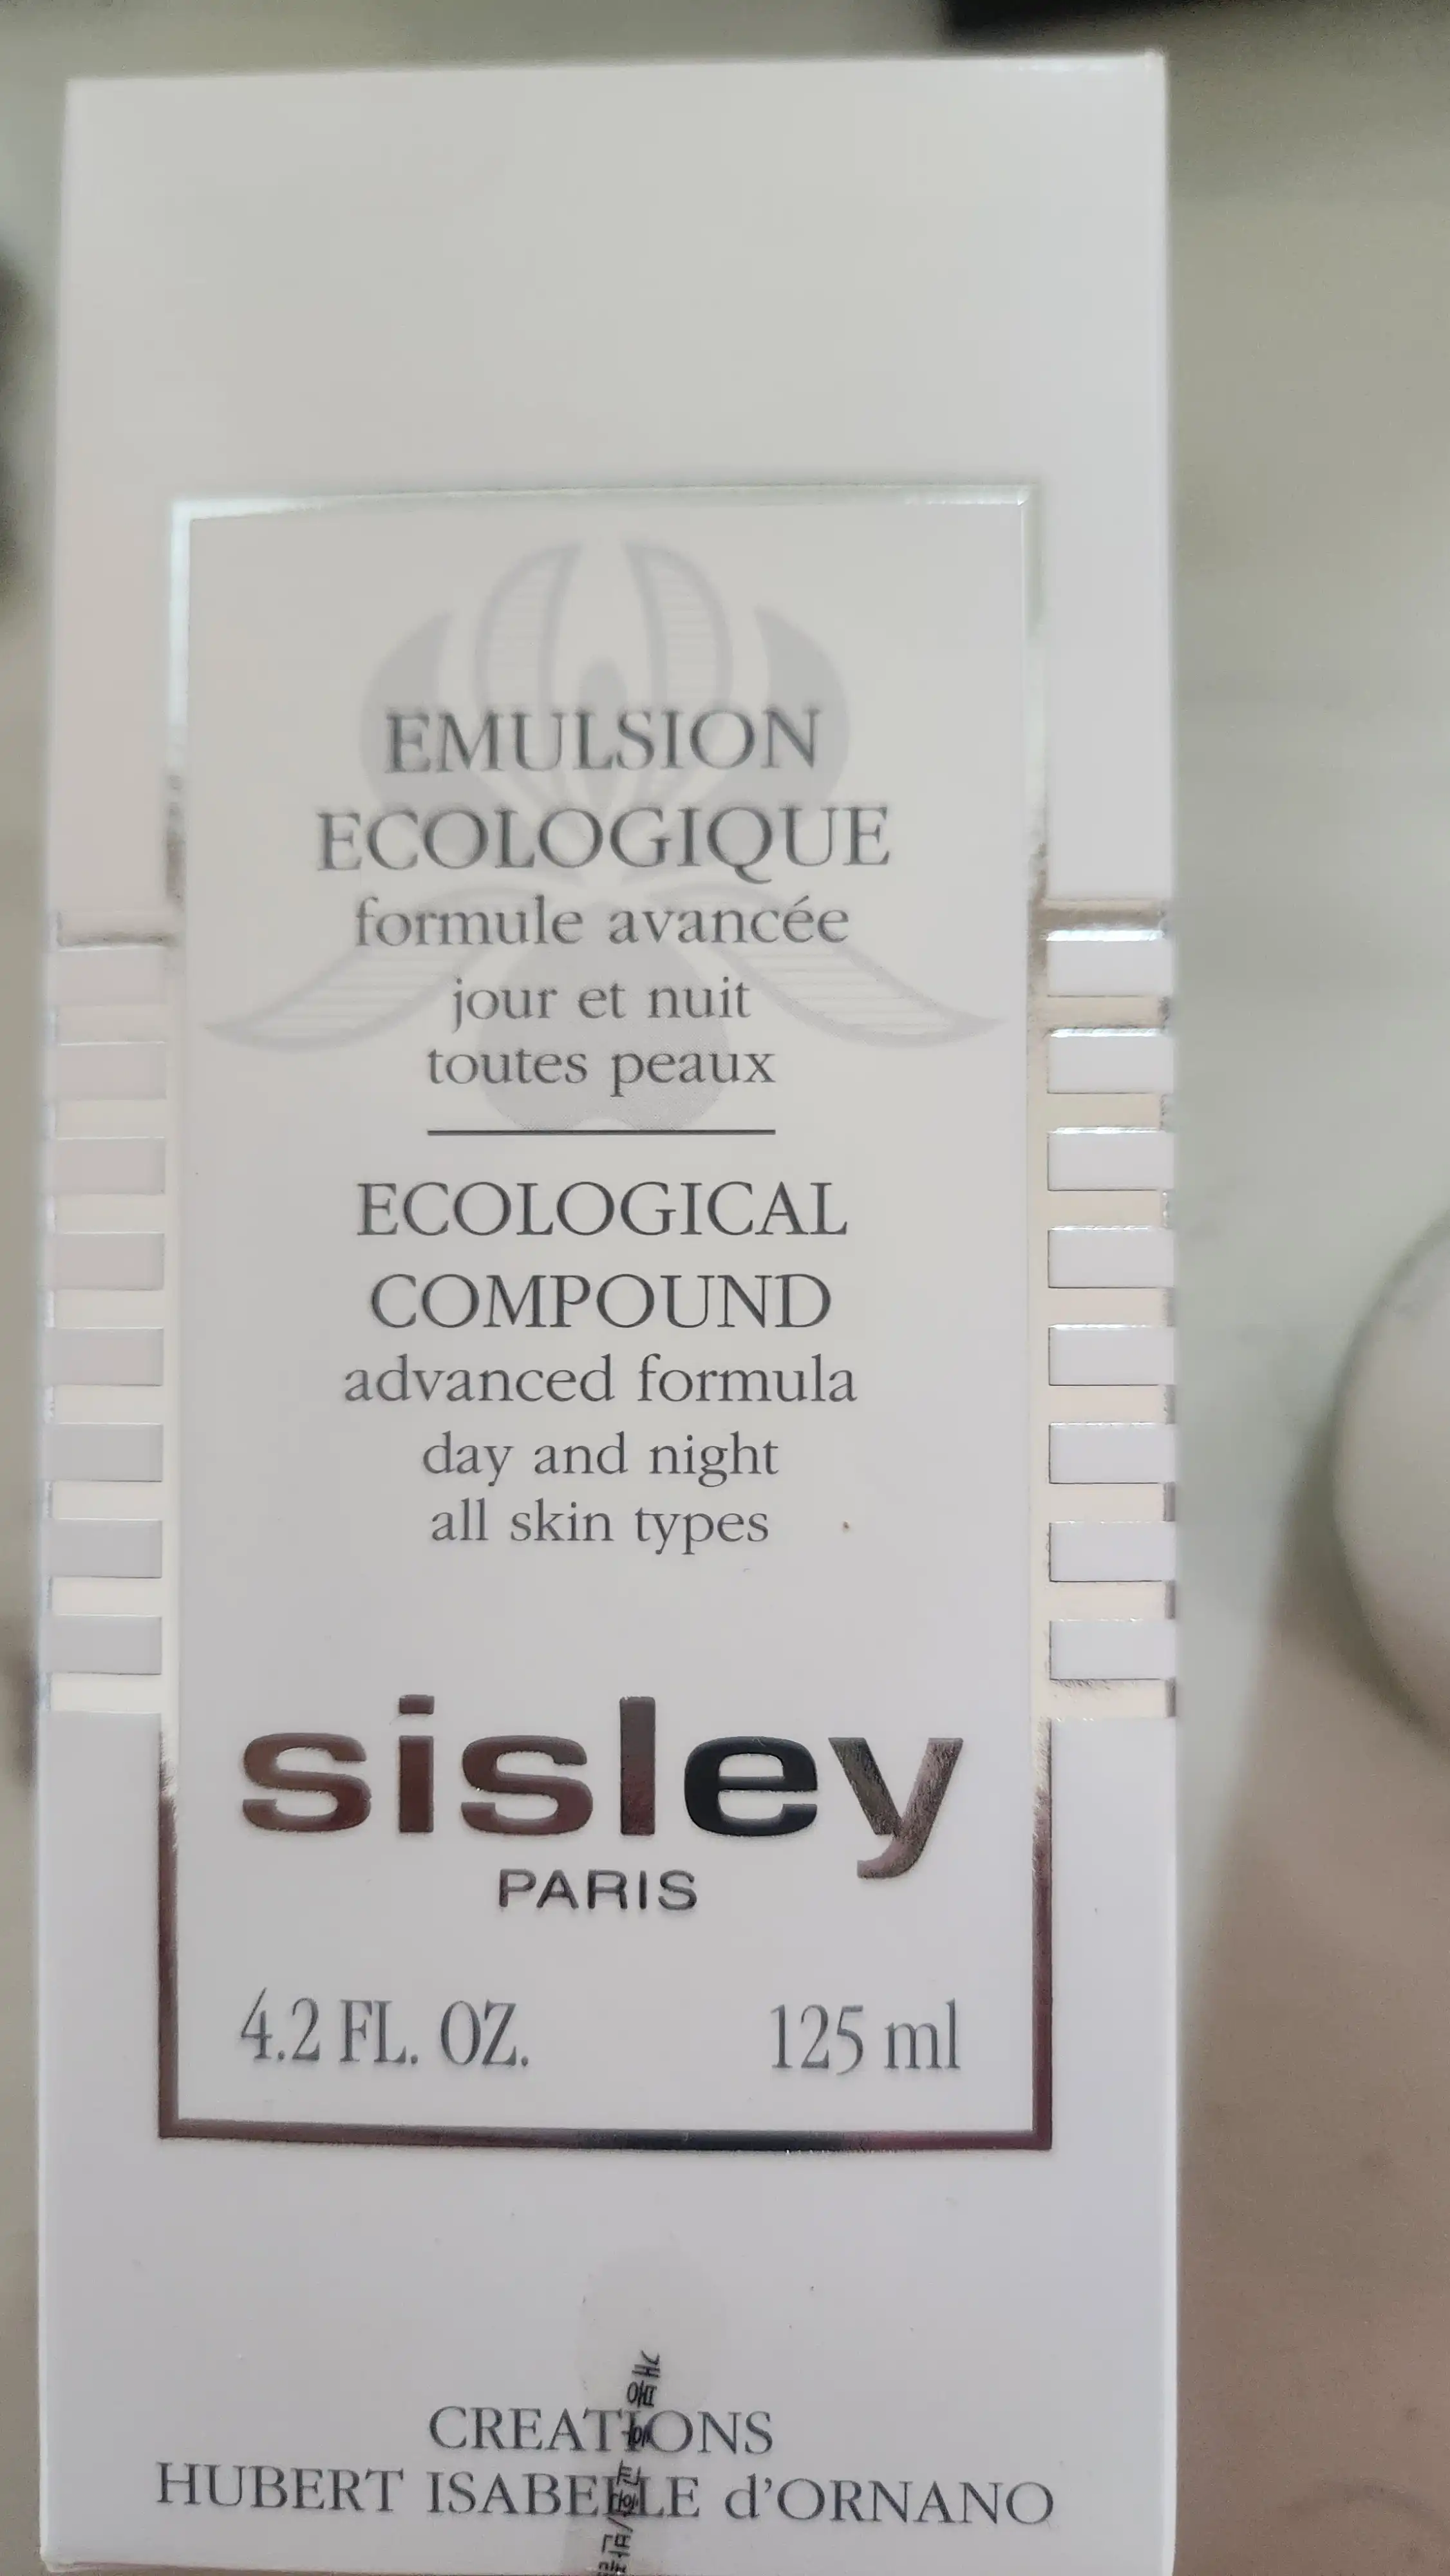 EMULSION
ECOLOGIQUE
formule avancée
jour et nuit
toutes peaux
ECOLOGICAL
COMPOUND
advanced formula
day and night
all skin types
sisley
PARIS
4.2 FL. OZ. 125 ml
CREATIONS
HUBERT ISABELLE d'ORNANO